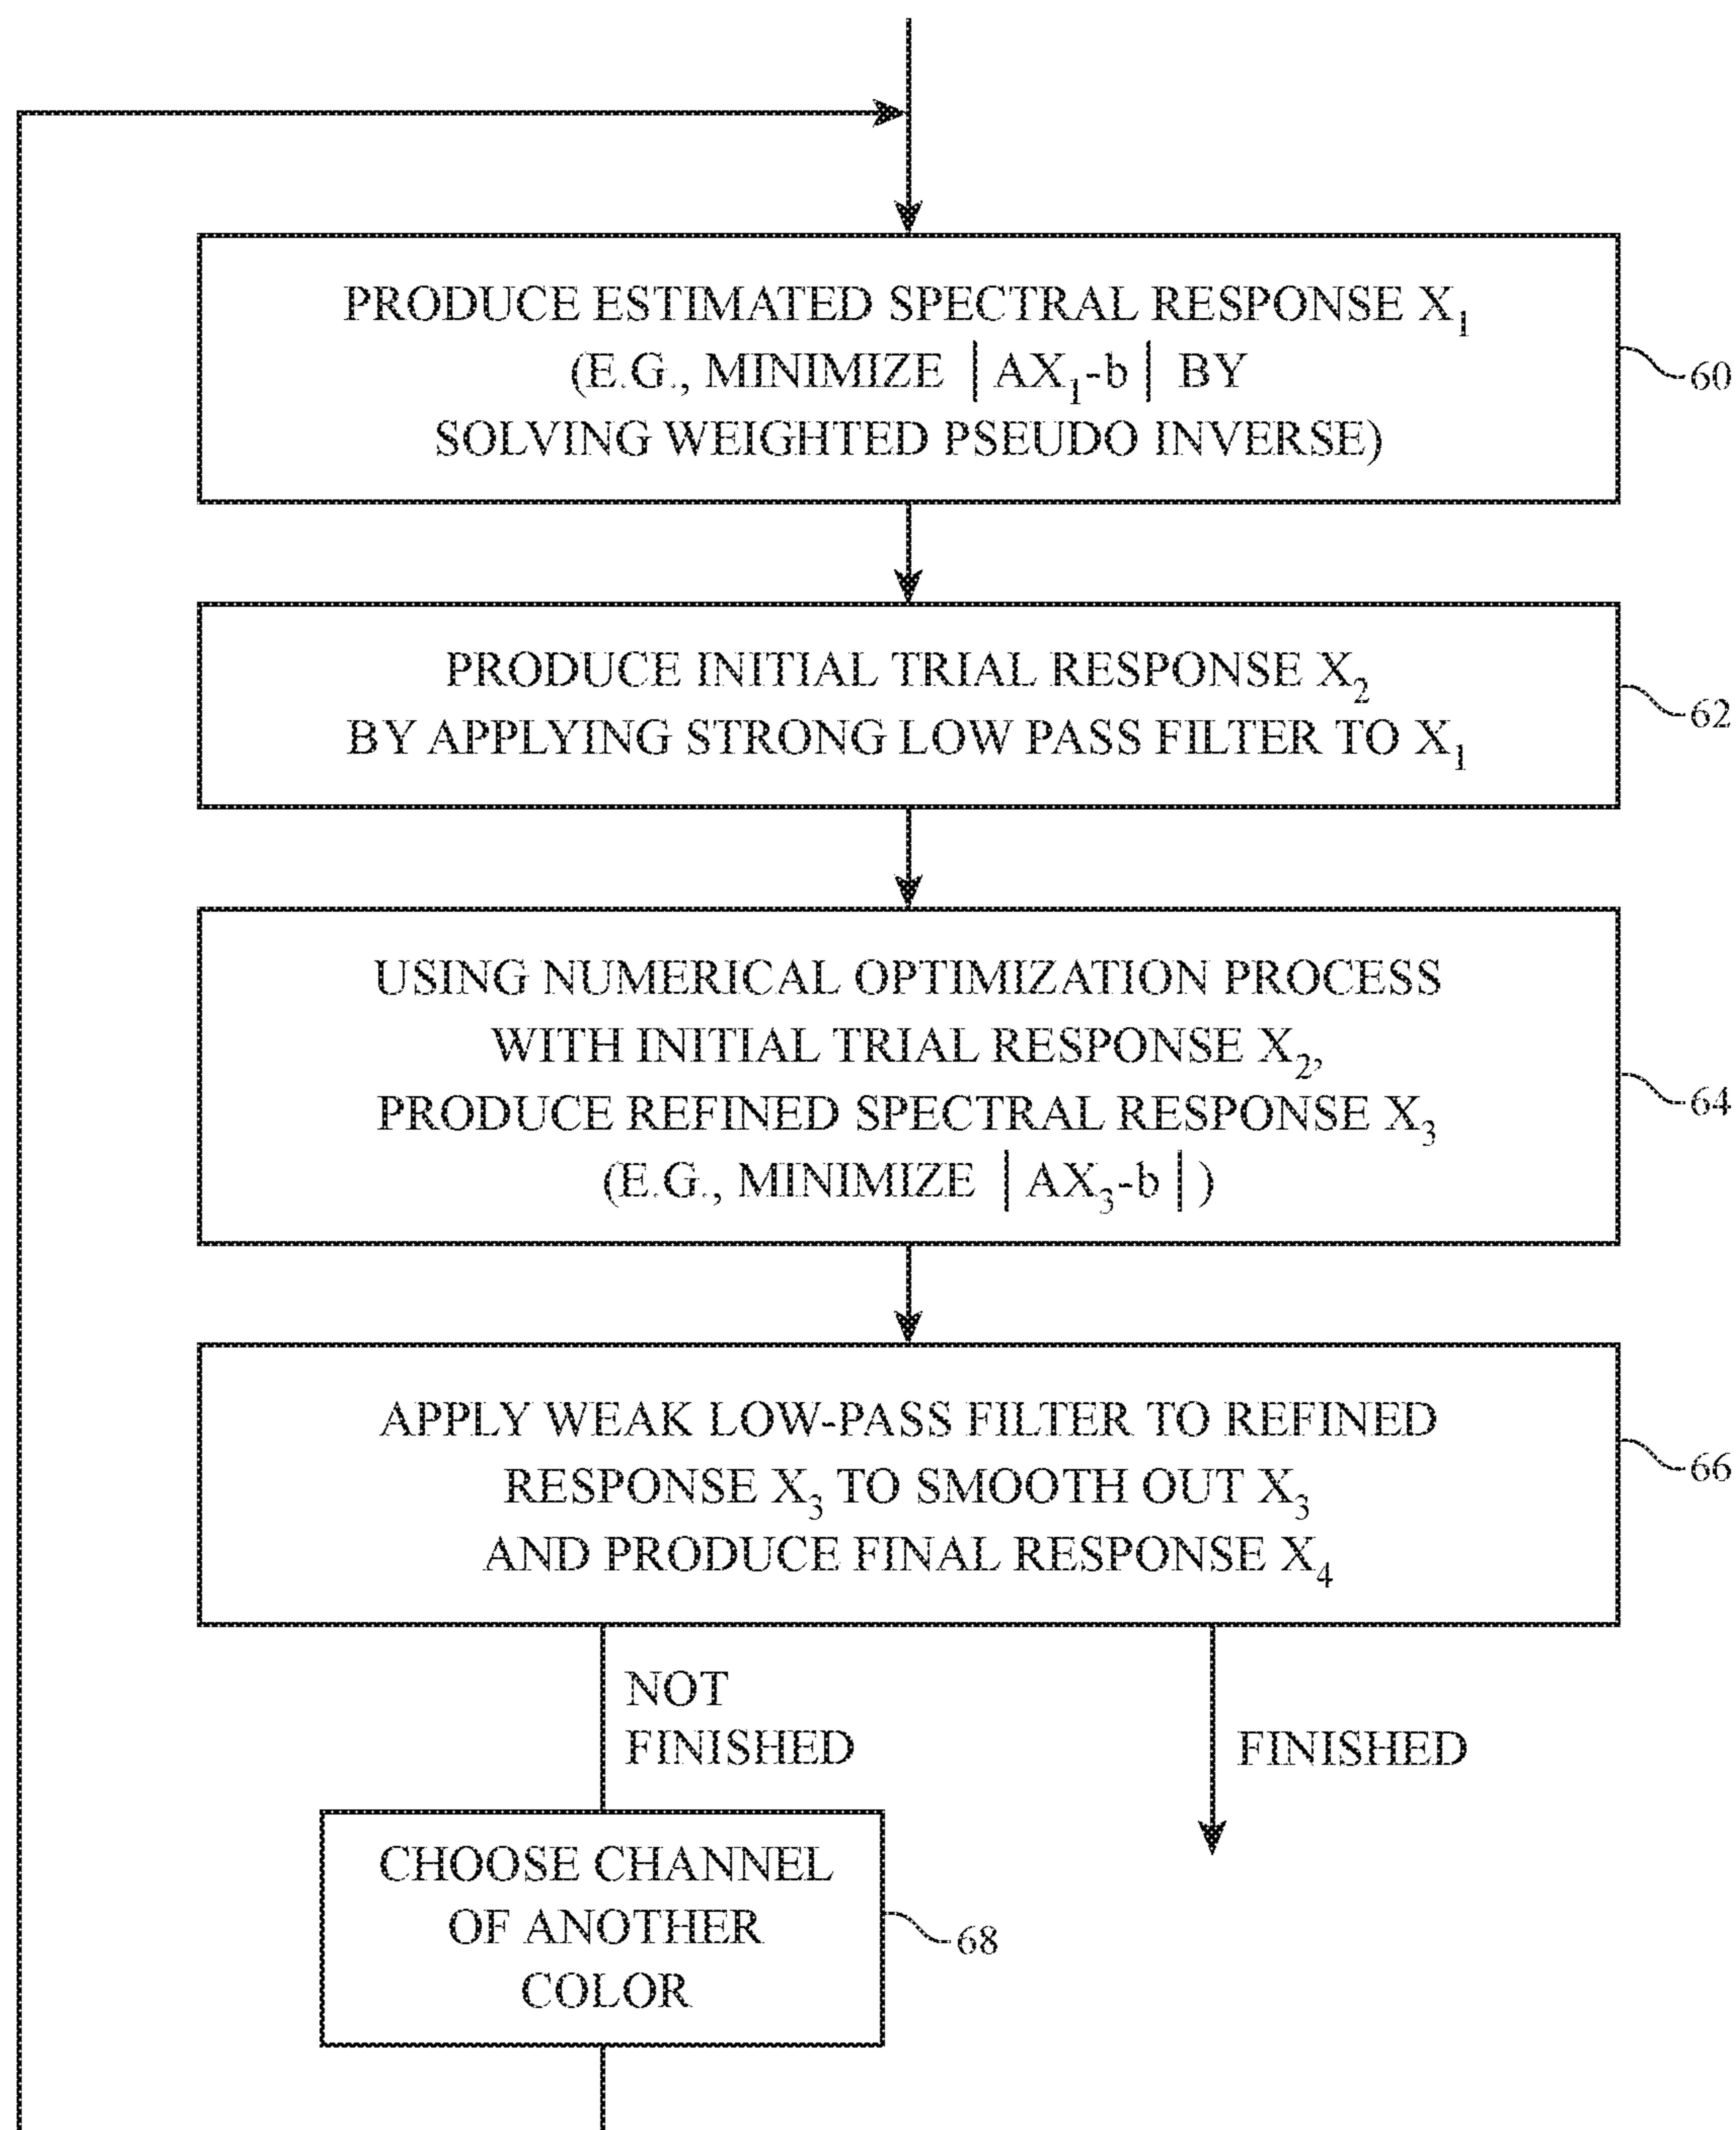 PRODUCE ESTIMATED SPECTRAL RESPONSE X₁
(E.G., MINIMIZE |AX₁-b| BY
SOLVING WEIGHTED PSEUDO INVERSE)
60
PRODUCE INITIAL TRIAL RESPONSE X₂
BY APPLYING STRONG LOW PASS FILTER TO X₁
62
USING NUMERICAL OPTIMIZATION PROCESS
WITH INITIAL TRIAL RESPONSE X₂,
PRODUCE REFINED SPECTRAL RESPONSE X₃
(E.G., MINIMIZE |AX₃-b|)
64
APPLY WEAK LOW-PASS FILTER TO REFINED
RESPONSE X₃ TO SMOOTH OUT X₃
AND PRODUCE FINAL RESPONSE X₄
66
NOT
FINISHED
FINISHED
CHOOSE CHANNEL
OF ANOTHER
COLOR
68